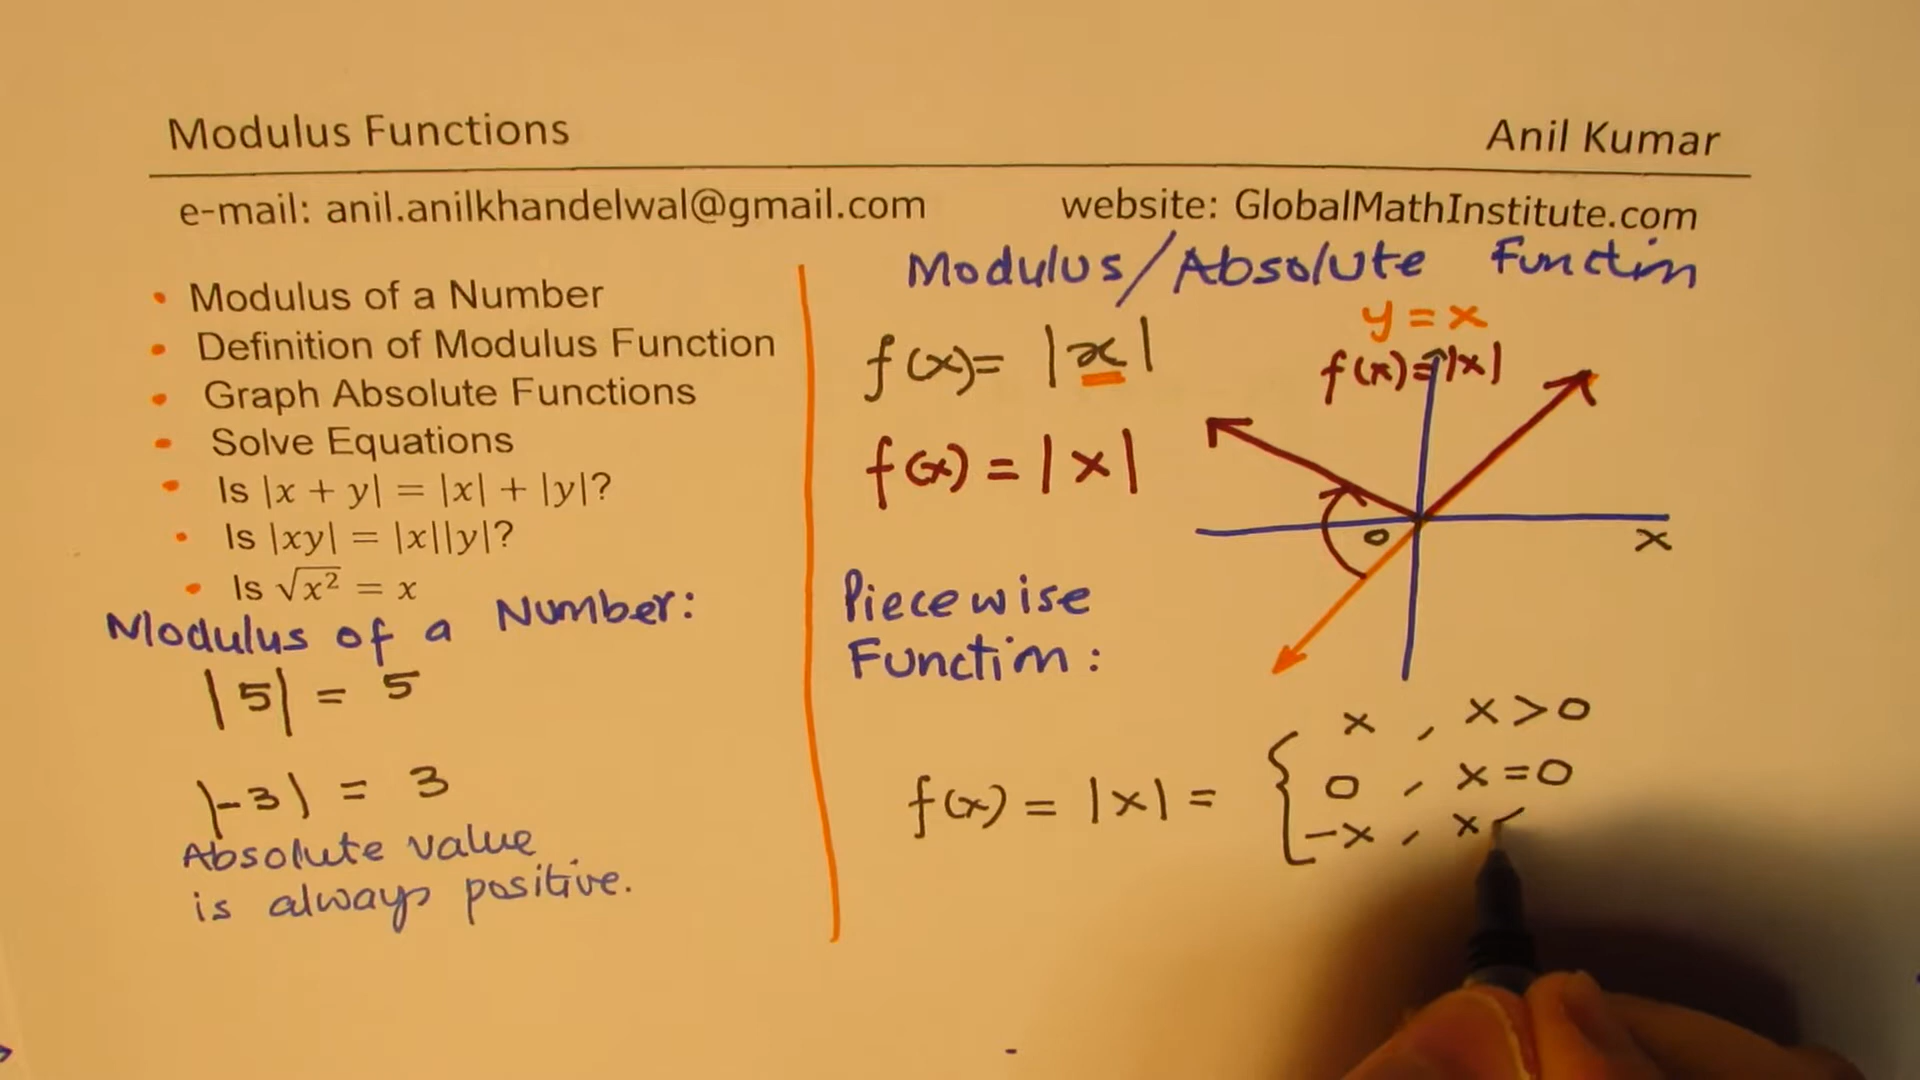 Modulus Functions
Anil Kumar
e-mail: anil.anilkhandelwal@gmail.com
website: GlobalMathInstitute.com
• Modulus of a Number
• Definition of Modulus Function
• Graph Absolute Functions
• Solve Equations
• Is |x + y| = |x| + |y|?
• Is |xy| = |x||y|?
• Is √x² = x
Modulus of a Number:
|5| = 5
|-3| = 3
Absolute value
is always positive.
Modulus/Absolute Function
f(x)= |x|
f(x) = |x|
y = x
f(x)=|x|
0
x
Piecewise
Function:
f(x) = |x| = {
x , x>0
0 , x=0
-x , x<